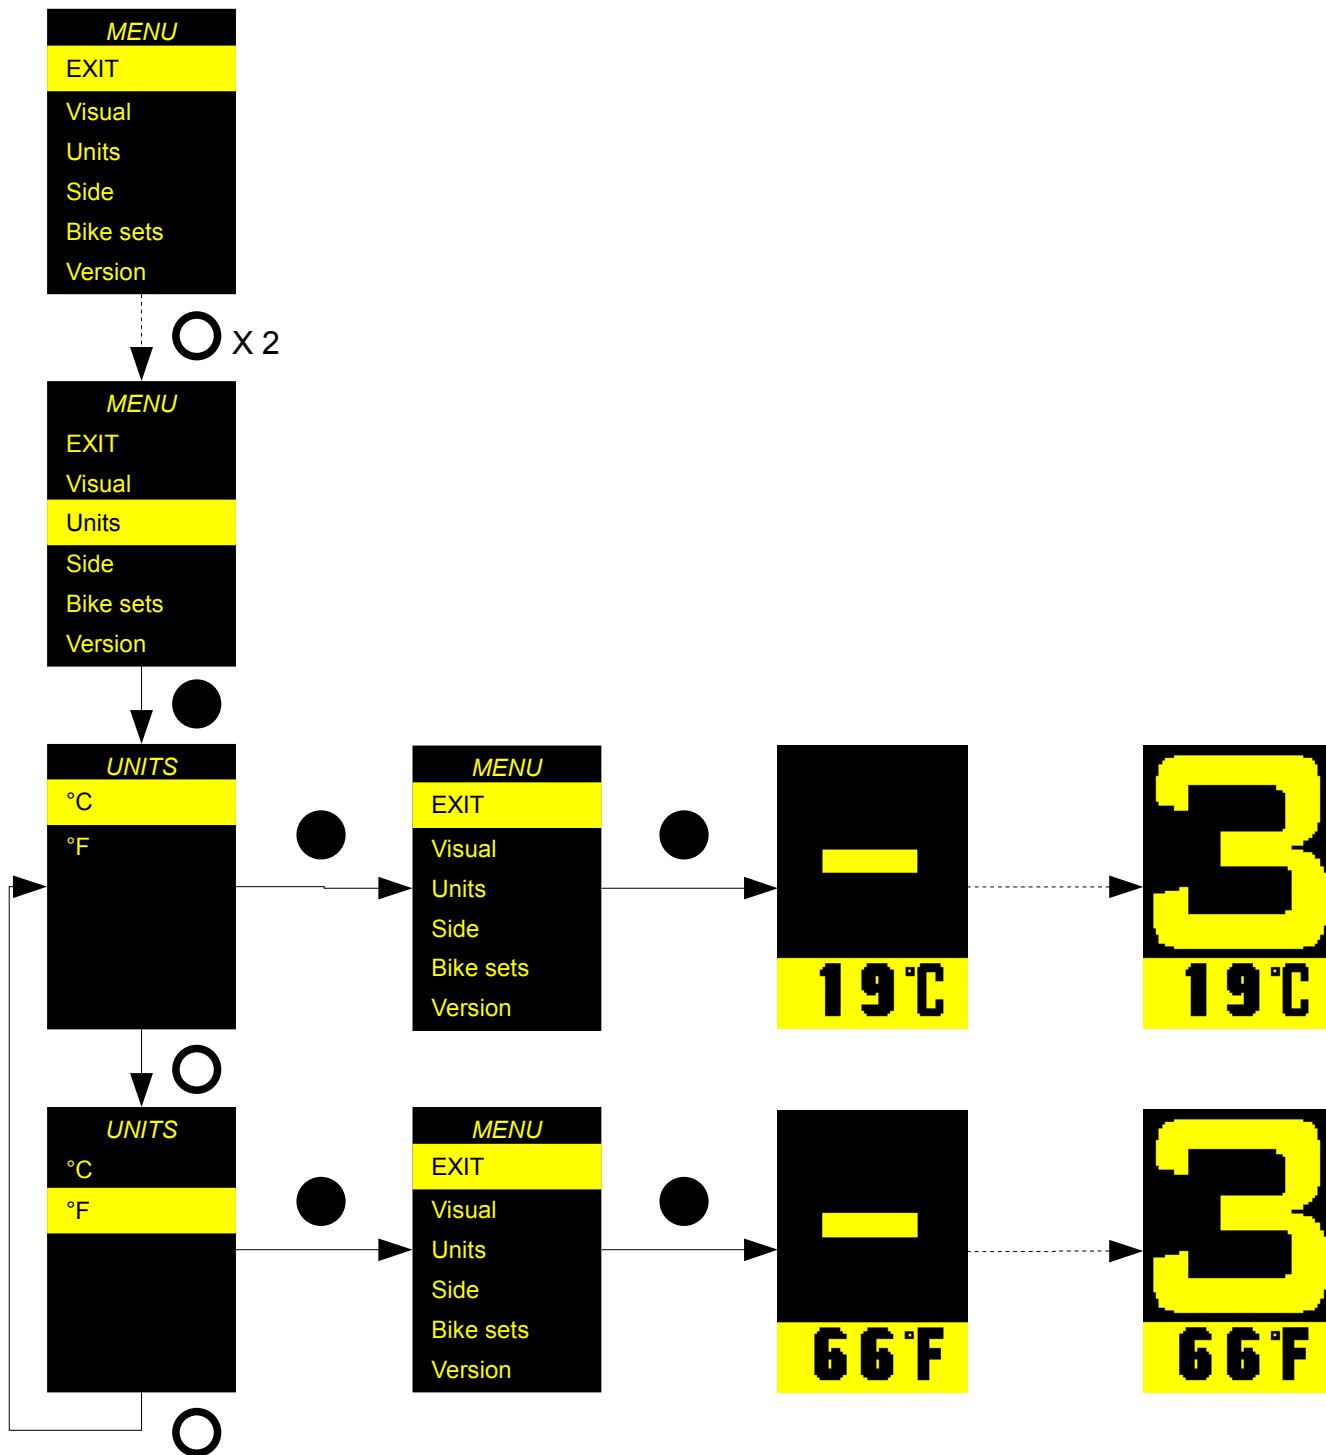 MENU
EXIT
Visual
Units
Side
Bike sets
Version
X 2
MENU
EXIT
Visual
Units
Side
Bike sets
Version
UNITS
°C
°F
MENU
EXIT
Visual
Units
Side
Bike sets
Version
19°C
3
19°C
UNITS
°C
°F
MENU
EXIT
Visual
Units
Side
Bike sets
Version
66°F
3
66°F